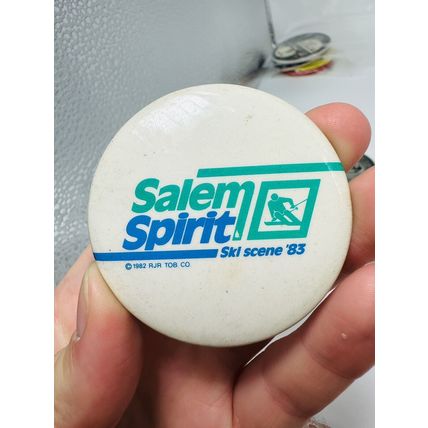 Salem
Spirit!
Ski scene '83
© 1982 RJR TOB. CO.